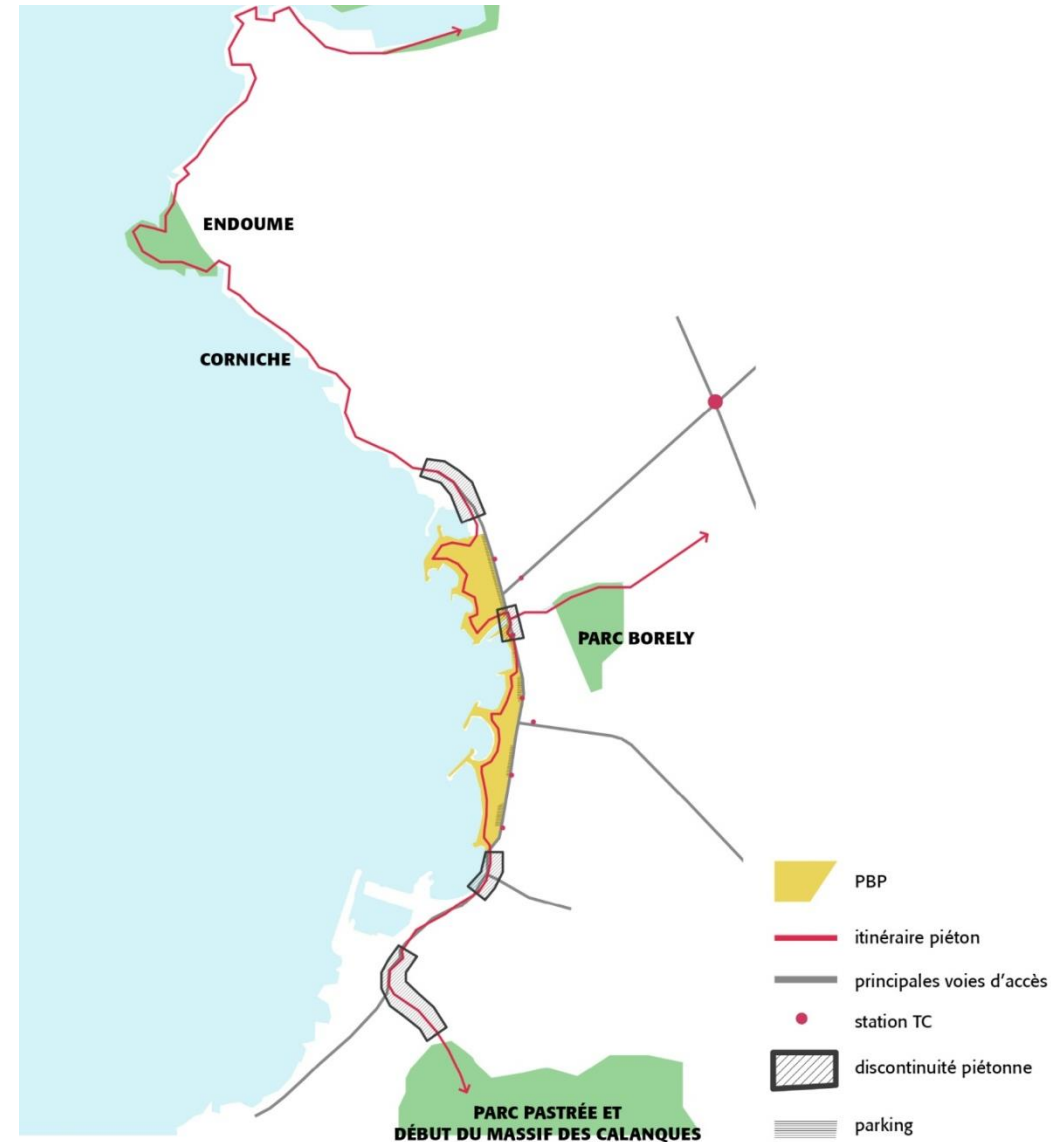 ENDOUME
CORNICHE
PARC BORELY
PBP
itinéraire piéton
principales voies d'accès
station TC
discontinuité piétonne
parking
PARC PASTRÉE ET
DÉBUT DU MASSIF DES CALANQUES